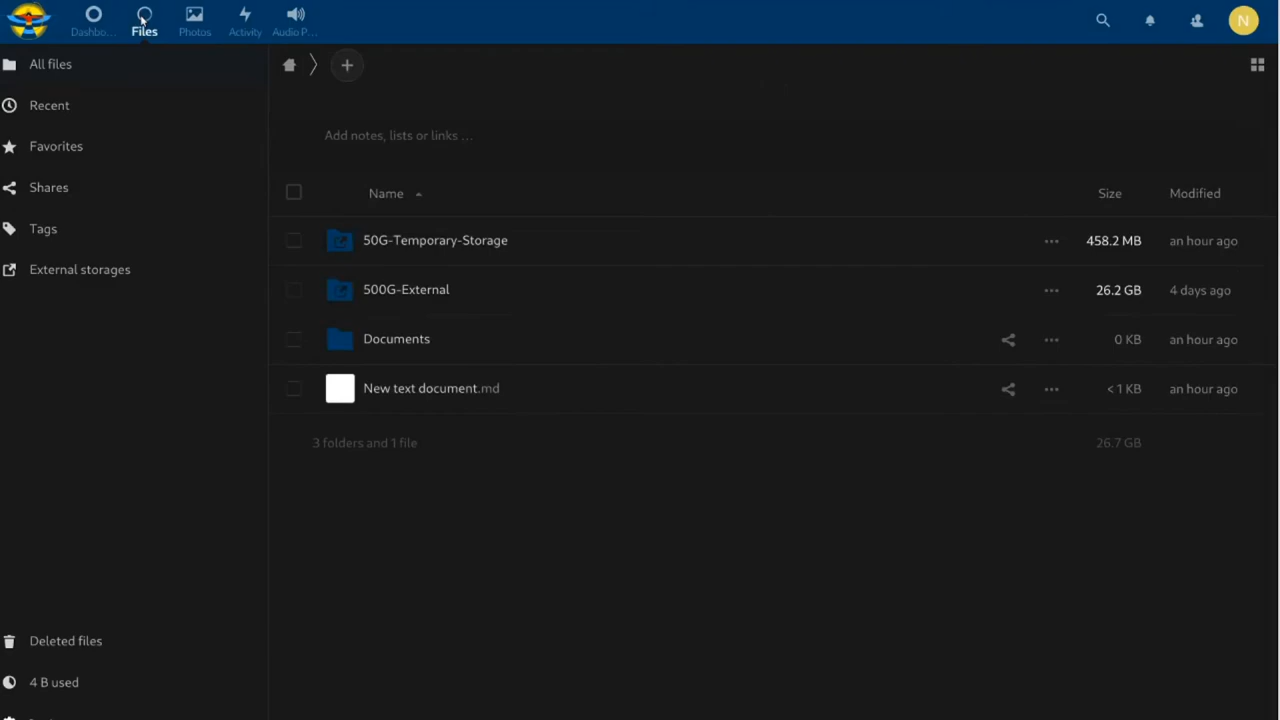 Dashbo... Files Photos Activity Audio P...
N
All files
Recent
Favorites
Shares
Tags
External storages
Deleted files
4 B used
Add notes, lists or links ...
Name Size Modified
50G-Temporary-Storage 458.2 MB an hour ago
500G-External 26.2 GB 4 days ago
Documents 0 KB an hour ago
New text document.md < 1 KB an hour ago
3 folders and 1 file 26.7 GB